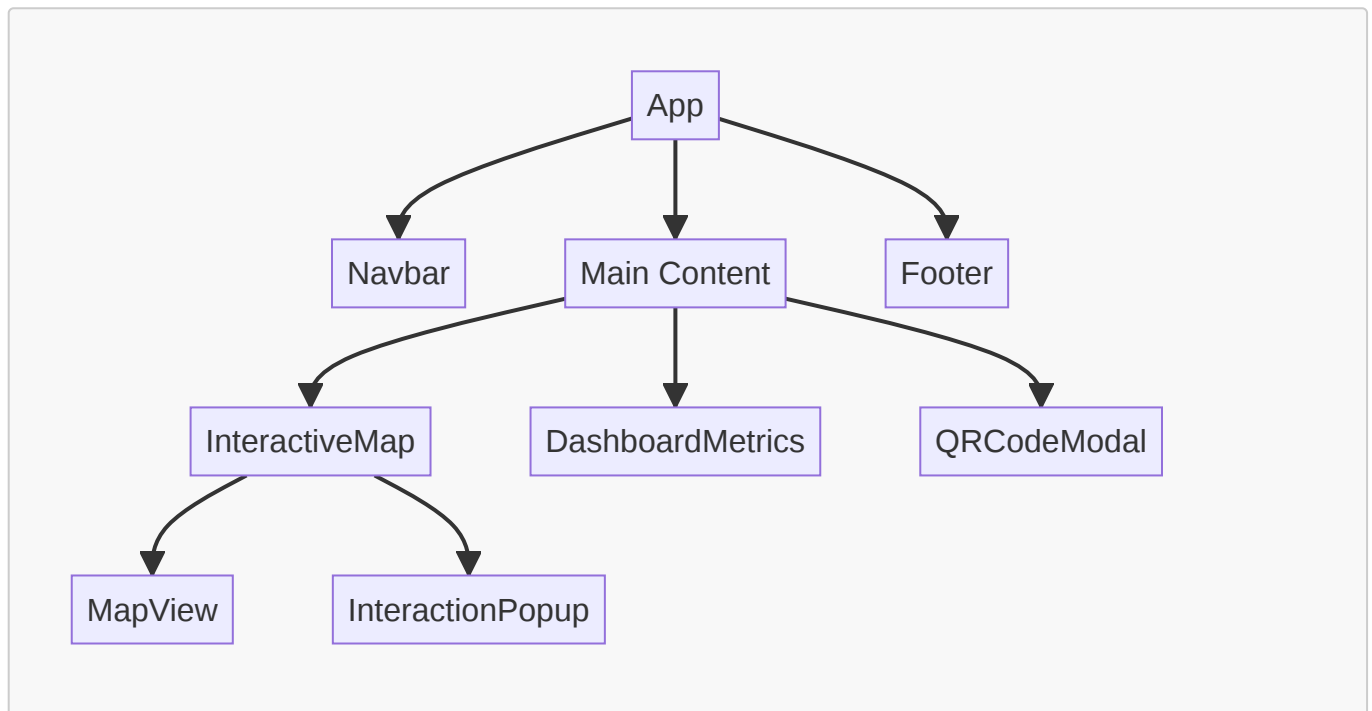 App
Navbar
Main Content
Footer
InteractiveMap
DashboardMetrics
QRCodeModal
MapView
InteractionPopup